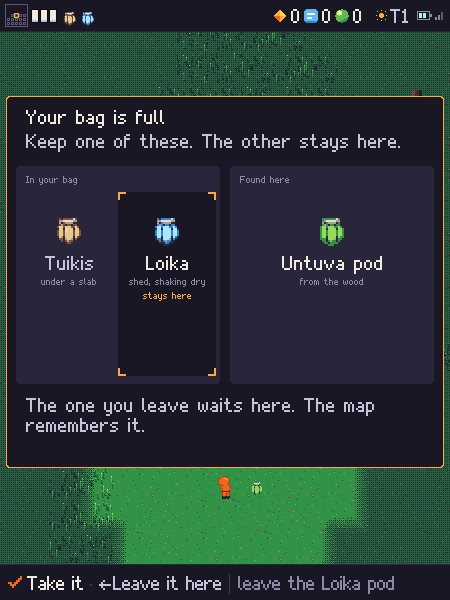 0 0 0 T1
Your bag is full
Keep one of these. The other stays here.
In your bag
Tuikis
under a slab
Loika
shed, shaking dry
stays here
Found here
Untuva pod
from the wood
The one you leave waits here. The map
remembers it.
Take it · ←Leave it here leave the Loika pod